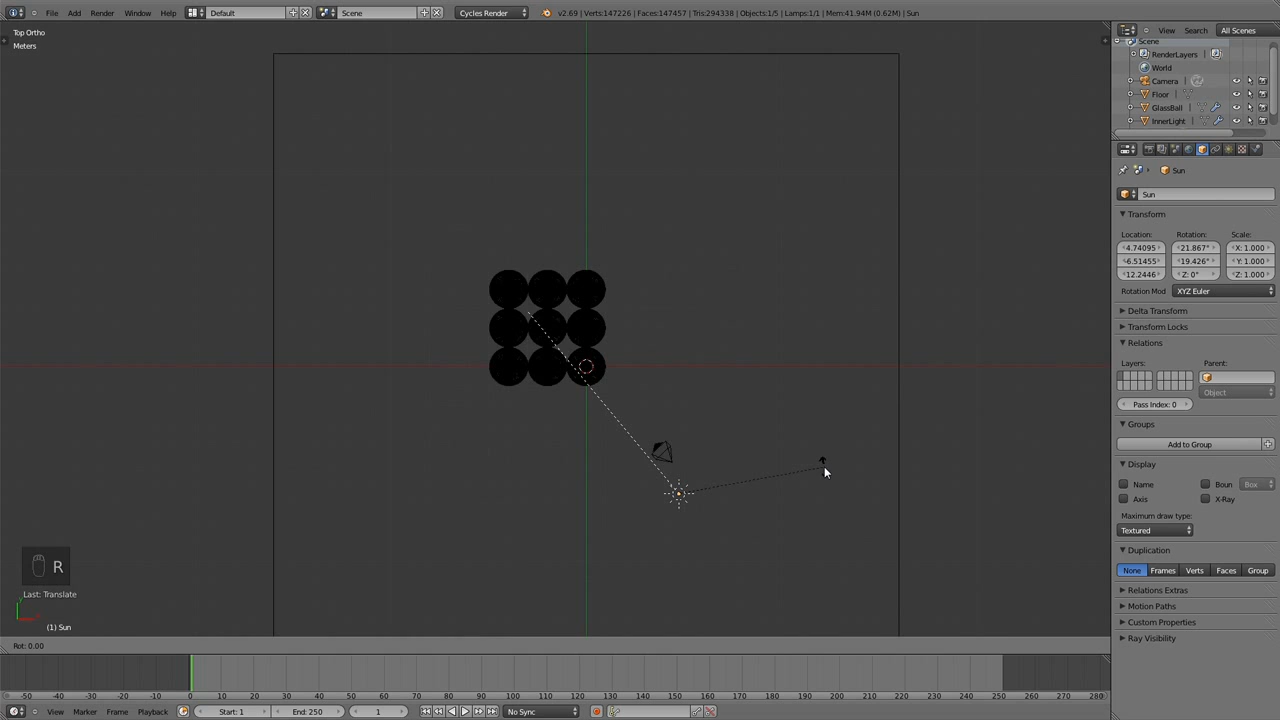 File Add Render Window Help Default Scene Cycles Render v2.69 | Verts:147226 | Faces:147457 | Tris:294338 | Objects:1/5 | Lamps:1/1 | Mem:41.94M (0.62M) | Sun
Top Ortho
Meters
R
Last: Translate
(1) Sun
Rot: 0.00
-50 -40 -30 -20 -10 0 10 20 30 40 50 60 70 80 90 100 110 120 130 140 150 160 170 180 190 200 210 220 230 240 250 260 270 280
View Marker Frame Playback Start: 1 End: 250 1 No Sync
View Search All Scenes
Scene
RenderLayers
World
Camera
Floor
GlassBall
InnerLight
Sun
Sun
Transform
Location: Rotation: Scale:
4.74095 21.867° X: 1.000
-6.51455 19.426° Y: 1.000
12.2446 Z: 0° Z: 1.000
Rotation Mod XYZ Euler
Delta Transform
Transform Locks
Relations
Layers: Parent:
Object
Pass Index: 0
Groups
Add to Group
Display
Name Boun Box
Axis X-Ray
Maximum draw type:
Textured
Duplication
None Frames Verts Faces Group
Relations Extras
Motion Paths
Custom Properties
Ray Visibility